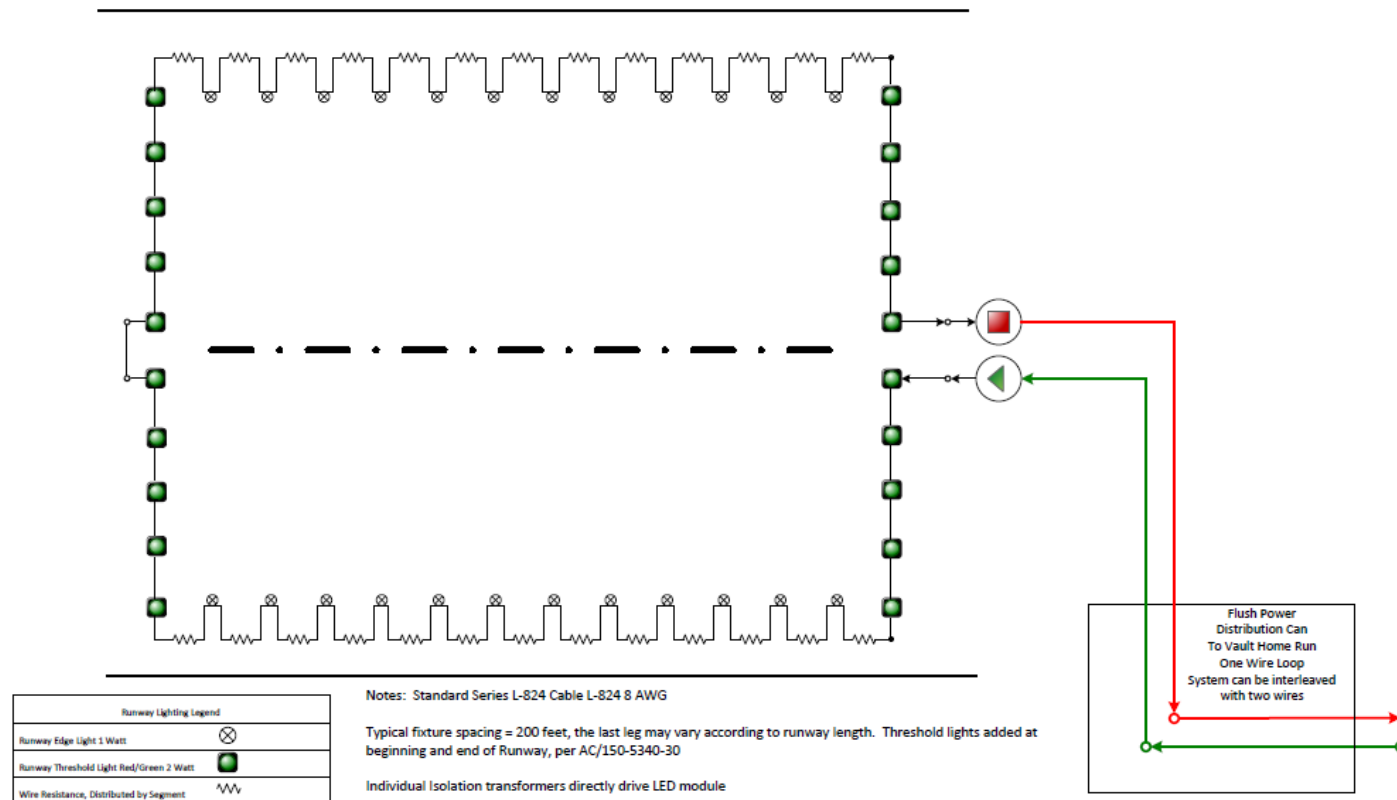 Flush Power
Distribution Can
To Vault Home Run
One Wire Loop
System can be interleaved
with two wires
Notes:  Standard Series L-824 Cable L-824 8 AWG
Typical fixture spacing = 200 feet, the last leg may vary according to runway length.  Threshold lights added at
beginning and end of Runway, per AC/150-5340-30
Individual Isolation transformers directly drive LED module
Runway Lighting Legend
Runway Edge Light 1 Watt
Runway Threshold Light Red/Green 2 Watt
Wire Resistance, Distributed by Segment